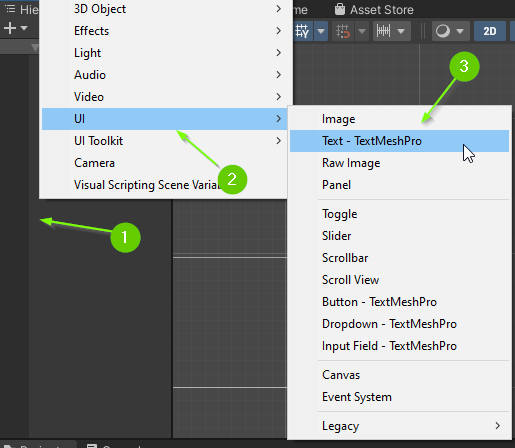 Hie
Asset Store
2D
3D Object
Effects
Light
Audio
Video
UI
UI Toolkit
Camera
Visual Scripting Scene Varia
1
2
3
Image
Text - TextMeshPro
Raw Image
Panel
Toggle
Slider
Scrollbar
Scroll View
Button - TextMeshPro
Dropdown - TextMeshPro
Input Field - TextMeshPro
Canvas
Event System
Legacy